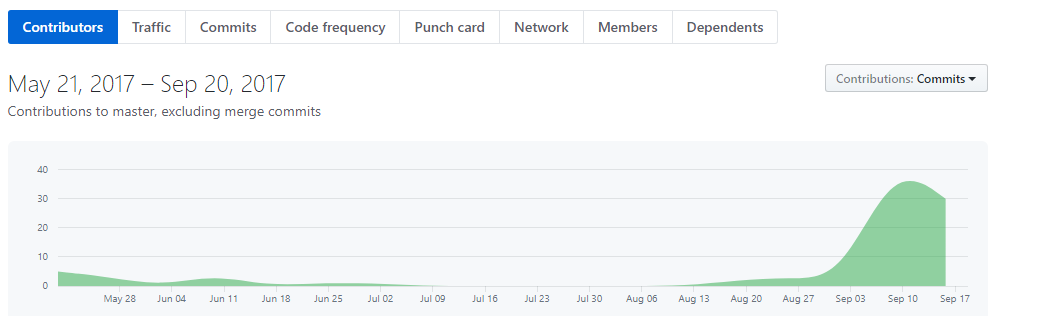 Contributors Traffic Commits Code frequency Punch card Network Members Dependents
May 21, 2017 – Sep 20, 2017
Contributions: Commits
Contributions to master, excluding merge commits
40
30
20
10
0
May 28 Jun 04 Jun 11 Jun 18 Jun 25 Jul 02 Jul 09 Jul 16 Jul 23 Jul 30 Aug 06 Aug 13 Aug 20 Aug 27 Sep 03 Sep 10 Sep 17